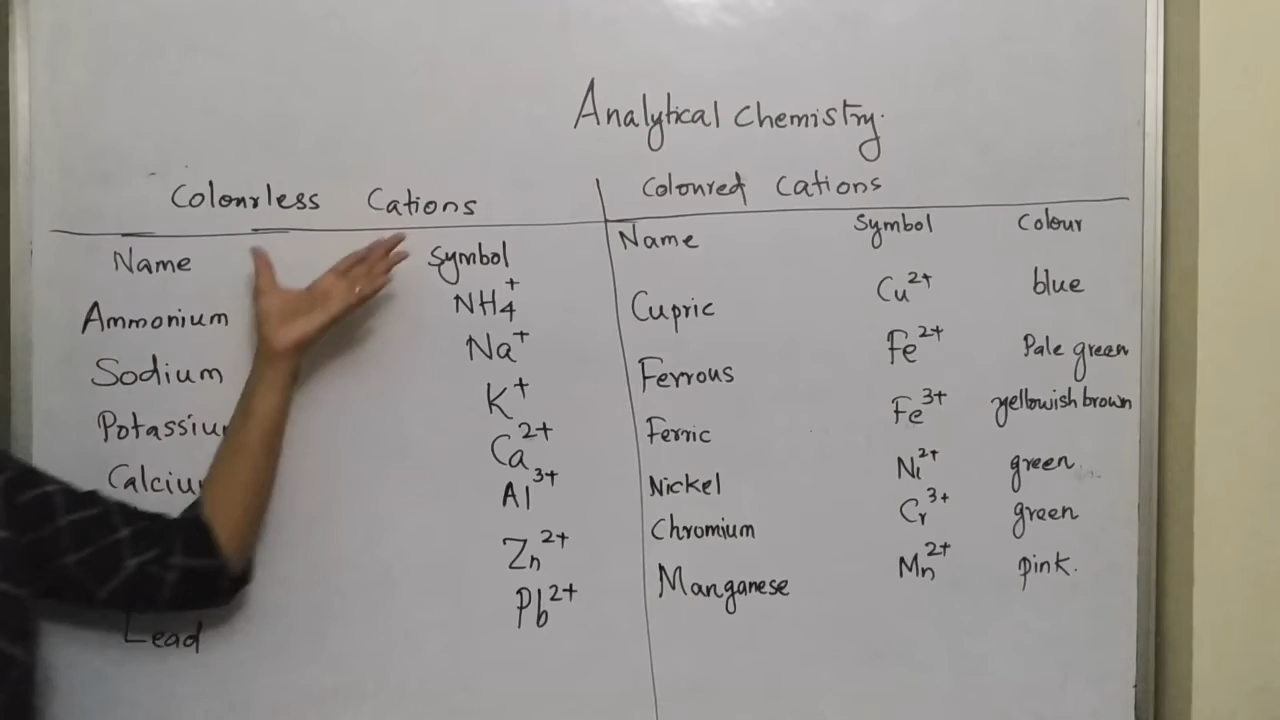 Analytical Chemistry.
Colourless Cations
Name Symbol
Ammonium NH4+
Sodium Na+
K+
Ca2+
Al3+
Zn2+
Lead Pb2+
Coloured Cations
Name Symbol Colour
Cupric Cu2+ blue
Ferrous Fe2+ Pale green
Ferric Fe3+ yellowish brown
Nickel Ni2+ green
Chromium Cr3+ green
Manganese Mn2+ pink.